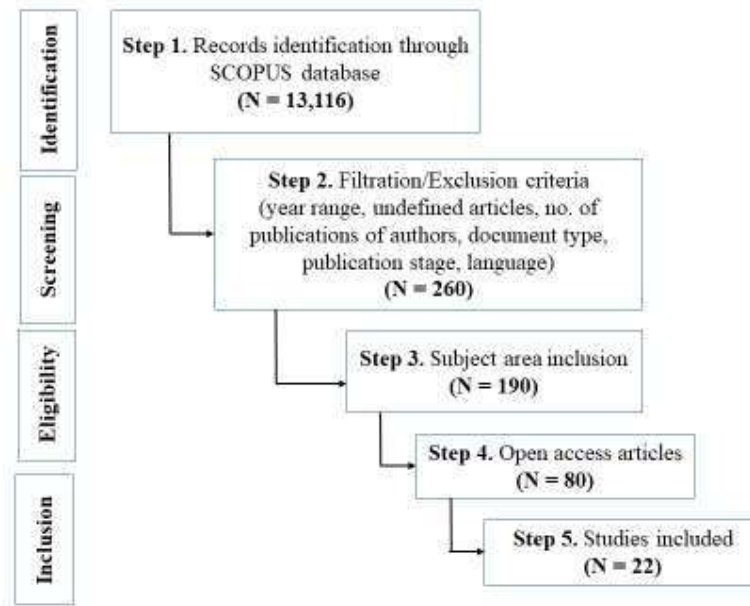 Identification
Step 1. Records identification through
SCOPUS database
(N = 13,116)
Screening
Step 2. Filtration/Exclusion criteria
(year range, undefined articles, no. of
publications of authors, document type,
publication stage, language)
(N = 260)
Eligibility
Step 3. Subject area inclusion
(N = 190)
Step 4. Open access articles
(N = 80)
Inclusion
Step 5. Studies included
(N = 22)